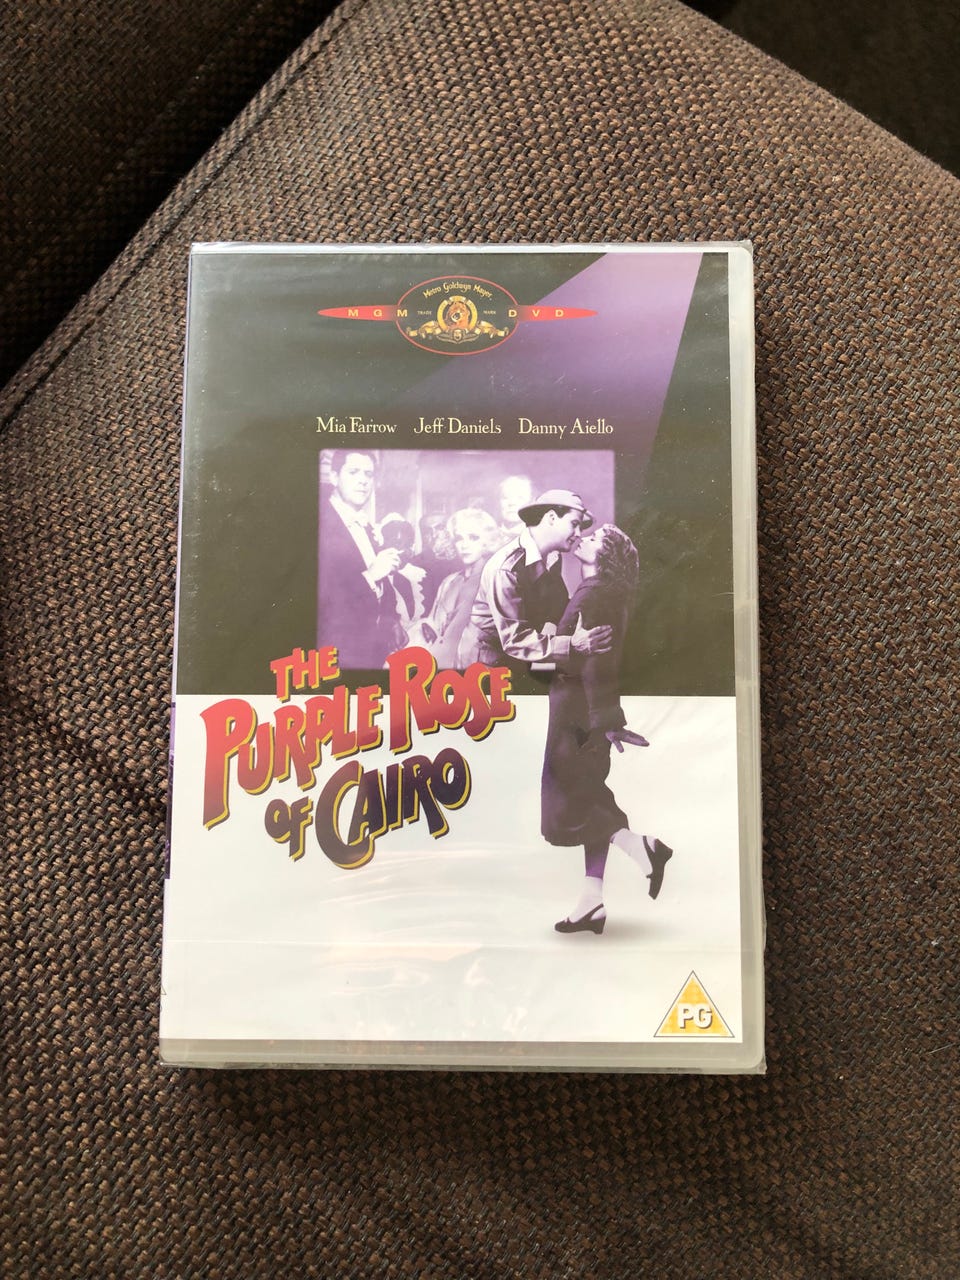 Metro Goldwyn Mayer
MGM TRADE MARK DVD
Mia Farrow Jeff Daniels Danny Aiello
THE
PURPLE ROSE
OF CAIRO
PG